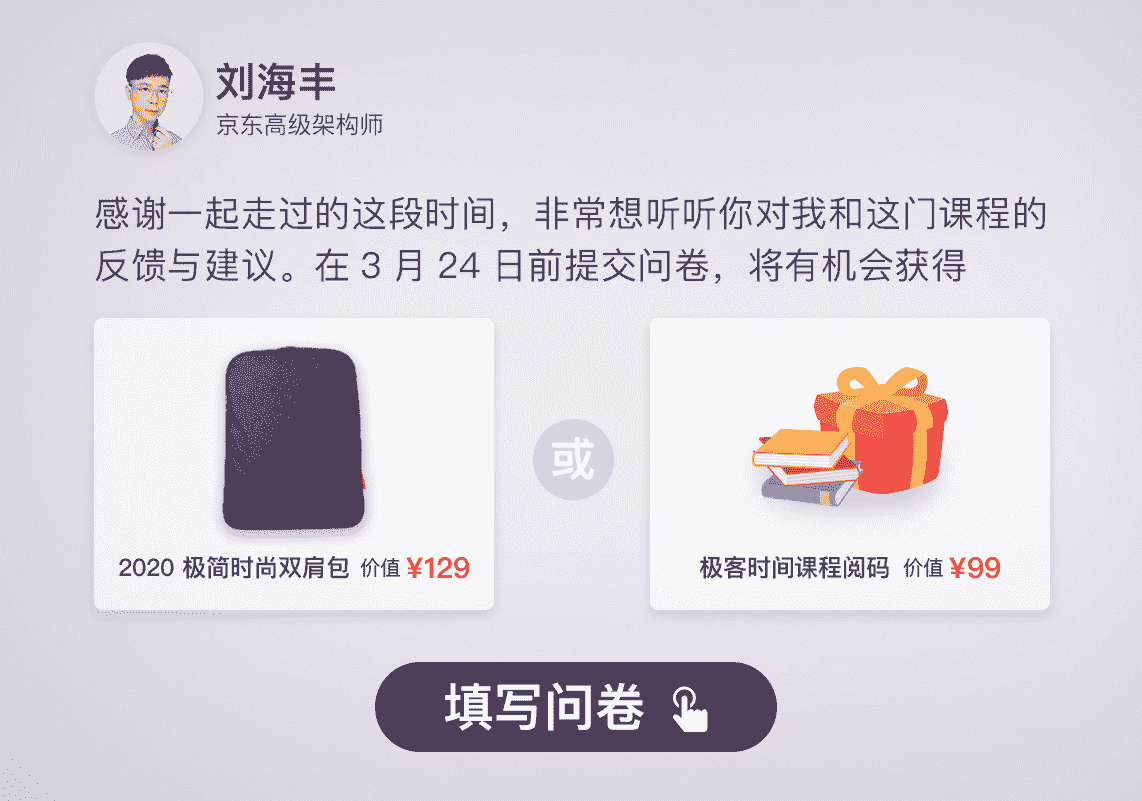 刘海丰
京东高级架构师
感谢一起走过的这段时间，非常想听听你对我和这门课程的
反馈与建议。在 3 月 24 日前提交问卷，将有机会获得
2020 极简时尚双肩包 价值 ¥129
或
极客时间课程阅码 价值 ¥99
填写问卷